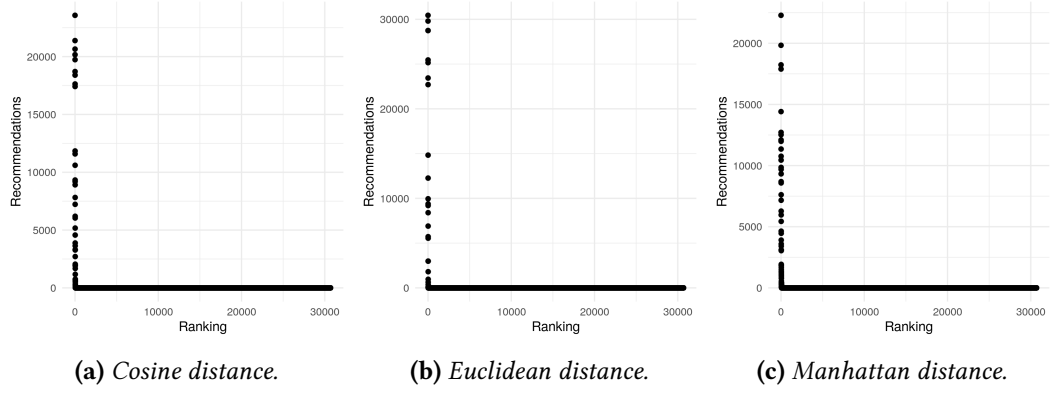 Recommendations
20000
15000
10000
5000
0
0 10000 20000 30000
Ranking
(a) Cosine distance.
Recommendations
30000
20000
10000
0
0 10000 20000 30000
Ranking
(b) Euclidean distance.
Recommendations
20000
15000
10000
5000
0
0 10000 20000 30000
Ranking
(c) Manhattan distance.